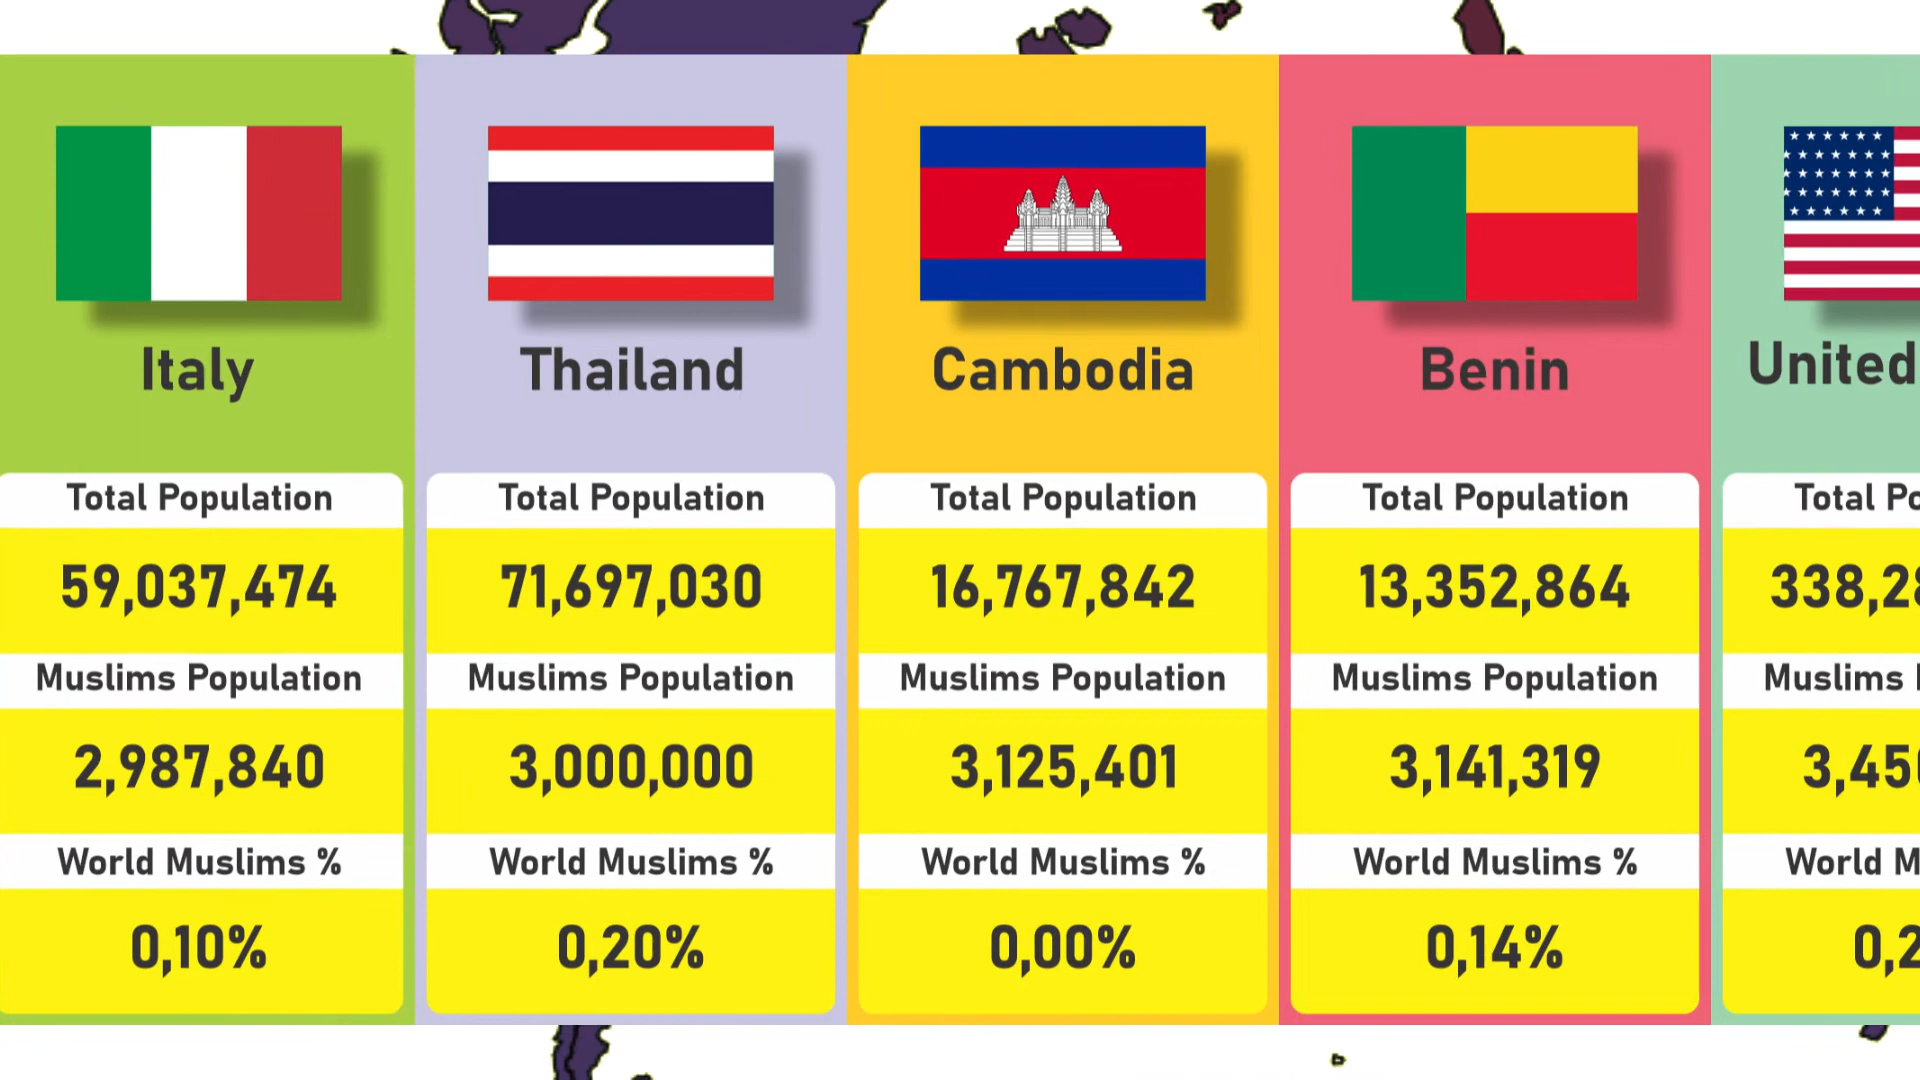 Italy
Total Population
59,037,474
Muslims Population
2,987,840
World Muslims %
0,10%
Thailand
Total Population
71,697,030
Muslims Population
3,000,000
World Muslims %
0,20%
Cambodia
Total Population
16,767,842
Muslims Population
3,125,401
World Muslims %
0,00%
Benin
Total Population
13,352,864
Muslims Population
3,141,319
World Muslims %
0,14%
United
Total
Muslims
World